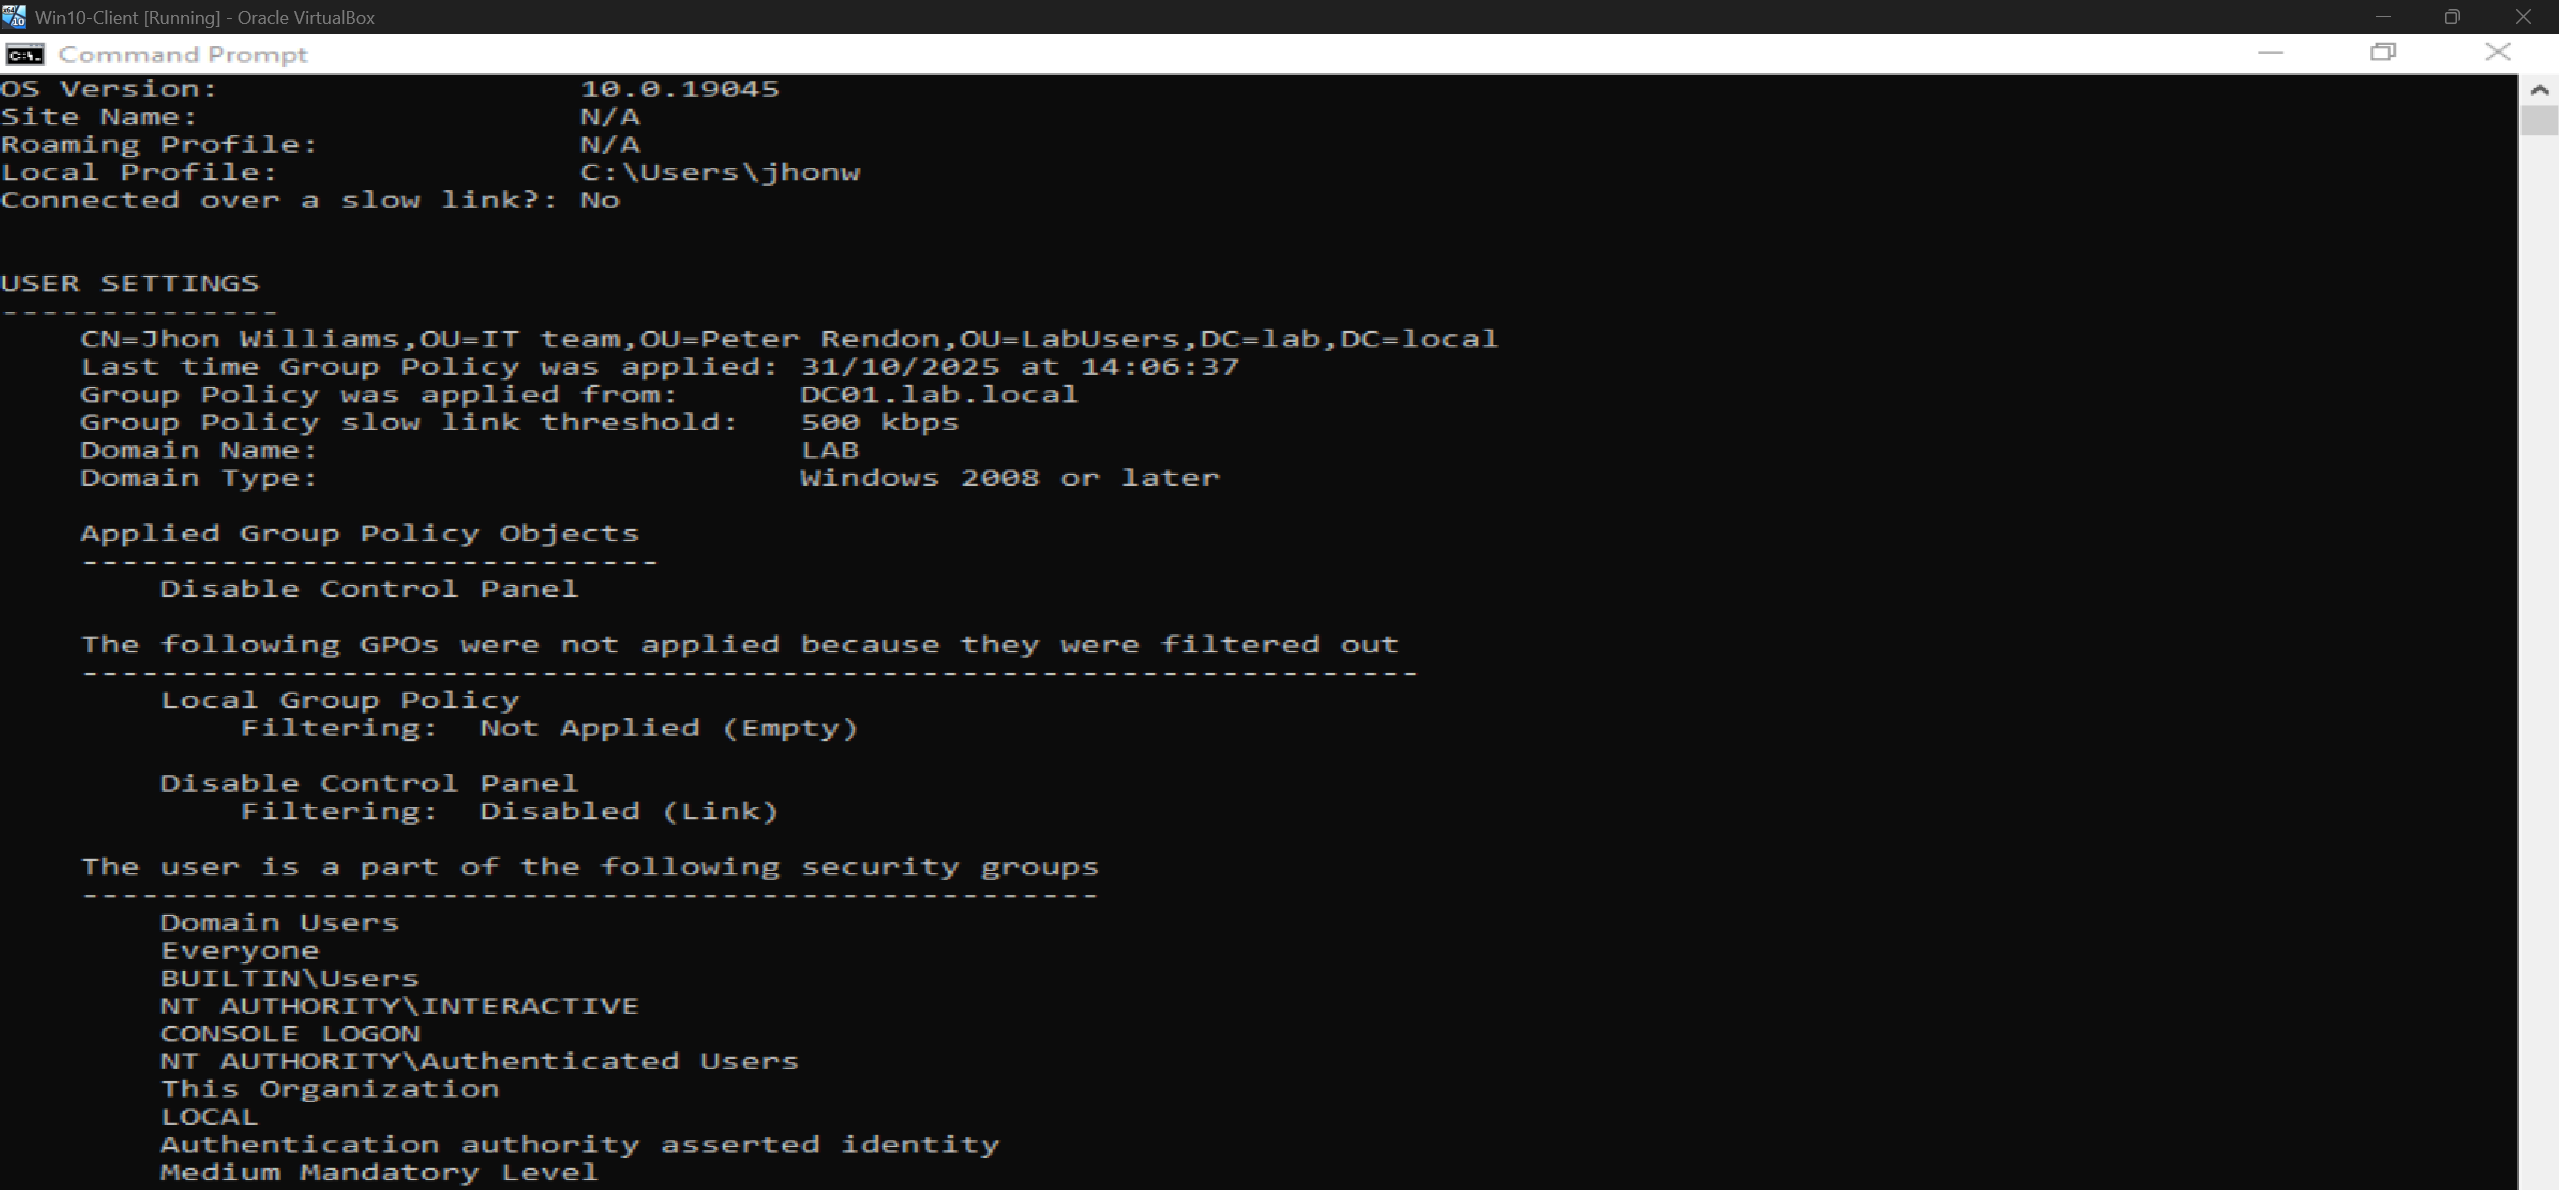 Win10-Client [Running] - Oracle VirtualBox
Command Prompt
OS Version: 10.0.19045
Site Name: N/A
Roaming Profile: N/A
Local Profile: C:\Users\jhonw
Connected over a slow link?: No
USER SETTINGS
--------------
CN=Jhon Williams,OU=IT team,OU=Peter Rendon,OU=LabUsers,DC=lab,DC=local
Last time Group Policy was applied: 31/10/2025 at 14:06:37
Group Policy was applied from: DC01.lab.local
Group Policy slow link threshold: 500 kbps
Domain Name: LAB
Domain Type: Windows 2008 or later
Applied Group Policy Objects
-----------------------------
Disable Control Panel
The following GPOs were not applied because they were filtered out
-------------------------------------------------------------------
Local Group Policy
Filtering: Not Applied (Empty)
Disable Control Panel
Filtering: Disabled (Link)
The user is a part of the following security groups
---------------------------------------------------
Domain Users
Everyone
BUILTIN\Users
NT AUTHORITY\INTERACTIVE
CONSOLE LOGON
NT AUTHORITY\Authenticated Users
This Organization
LOCAL
Authentication authority asserted identity
Medium Mandatory Level